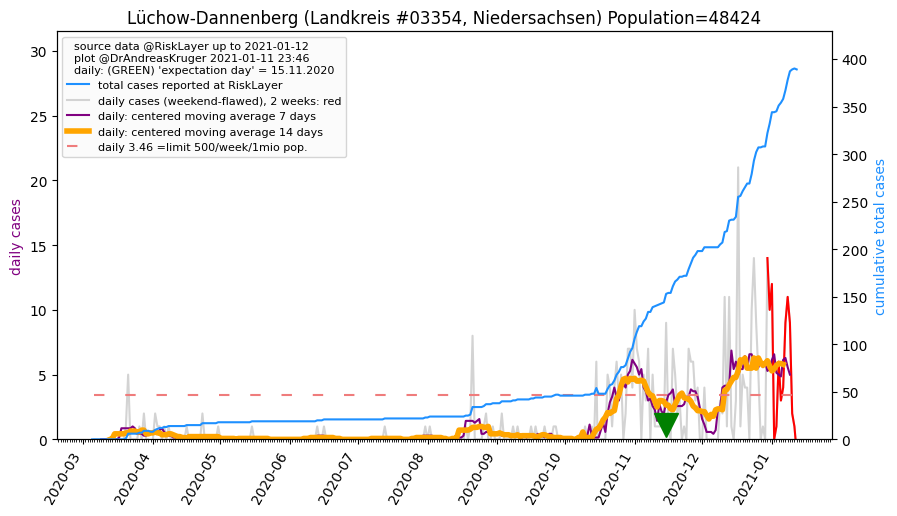 Lüchow-Dannenberg (Landkreis #03354, Niedersachsen) Population=48424
source data @RiskLayer up to 2021-01-12
plot @DrAndreasKruger 2021-01-11 23:46
daily: (GREEN) 'expectation day' = 15.11.2020
total cases reported at RiskLayer
daily cases (weekend-flawed), 2 weeks: red
daily: centered moving average 7 days
daily: centered moving average 14 days
daily 3.46 =limit 500/week/1mio pop.
daily cases
30
25
20
15
10
5
0
cumulative total cases
400
350
300
250
200
150
100
50
0
2020-03
2020-04
2020-05
2020-06
2020-07
2020-08
2020-09
2020-10
2020-11
2020-12
2021-01